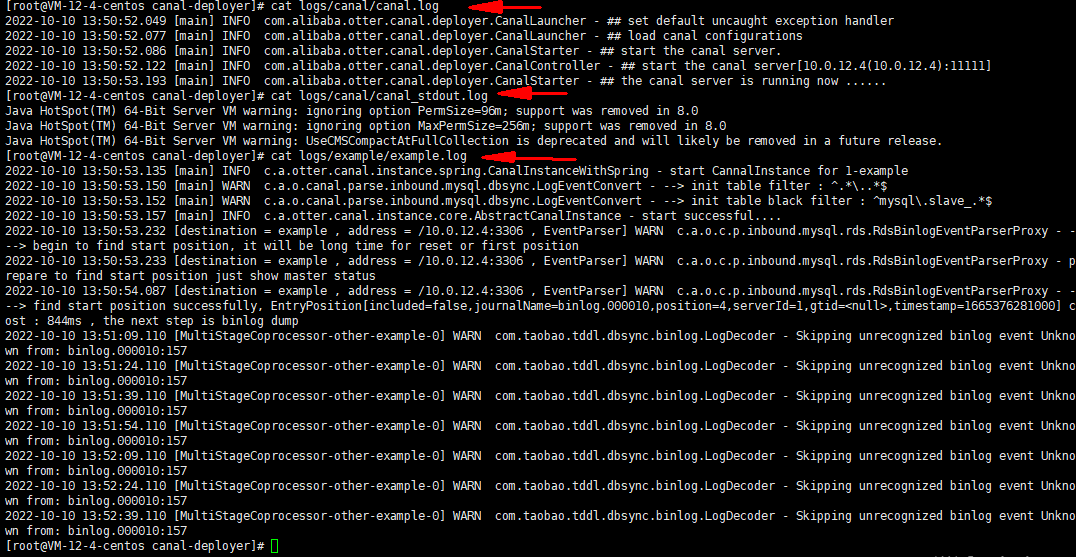 [root@VM-12-4-centos canal-deployer]# cat logs/canal/canal.log
2022-10-10 13:50:52.049 [main] INFO  com.alibaba.otter.canal.deployer.CanalLauncher - ## set default uncaught exception handler
2022-10-10 13:50:52.077 [main] INFO  com.alibaba.otter.canal.deployer.CanalLauncher - ## load canal configurations
2022-10-10 13:50:52.086 [main] INFO  com.alibaba.otter.canal.deployer.CanalStarter - ## start the canal server.
2022-10-10 13:50:52.122 [main] INFO  com.alibaba.otter.canal.deployer.CanalController - ## start the canal server[10.0.12.4(10.0.12.4):11111]
2022-10-10 13:50:53.193 [main] INFO  com.alibaba.otter.canal.deployer.CanalStarter - ## the canal server is running now ......
[root@VM-12-4-centos canal-deployer]# cat logs/canal/canal_stdout.log
Java HotSpot(TM) 64-Bit Server VM warning: ignoring option PermSize=96m; support was removed in 8.0
Java HotSpot(TM) 64-Bit Server VM warning: ignoring option MaxPermSize=256m; support was removed in 8.0
Java HotSpot(TM) 64-Bit Server VM warning: UseCMSCompactAtFullCollection is deprecated and will likely be removed in a future release.
[root@VM-12-4-centos canal-deployer]# cat logs/example/example.log
2022-10-10 13:50:53.135 [main] INFO  c.a.otter.canal.instance.spring.CanalInstanceWithSpring - start CannalInstance for 1-example
2022-10-10 13:50:53.150 [main] WARN  c.a.o.canal.parse.inbound.mysql.dbsync.LogEventConvert - --> init table filter : ^.*\..*$
2022-10-10 13:50:53.152 [main] WARN  c.a.o.canal.parse.inbound.mysql.dbsync.LogEventConvert - --> init table black filter : ^mysql\.slave_.*$
2022-10-10 13:50:53.157 [main] INFO  c.a.otter.canal.instance.core.AbstractCanalInstance - start successful....
2022-10-10 13:50:53.232 [destination = example , address = /10.0.12.4:3306 , EventParser] WARN  c.a.o.c.p.inbound.mysql.rds.RdsBinlogEventParserProxy - -
--> begin to find start position, it will be long time for reset or first position
2022-10-10 13:50:53.233 [destination = example , address = /10.0.12.4:3306 , EventParser] WARN  c.a.o.c.p.inbound.mysql.rds.RdsBinlogEventParserProxy - p
repare to find start position just show master status
2022-10-10 13:50:54.087 [destination = example , address = /10.0.12.4:3306 , EventParser] WARN  c.a.o.c.p.inbound.mysql.rds.RdsBinlogEventParserProxy - -
--> find start position successfully, EntryPosition[included=false,journalName=binlog.000010,position=4,serverId=1,gtid=<null>,timestamp=1665376281000] c
ost : 844ms , the next step is binlog dump
2022-10-10 13:51:09.110 [MultiStageCoprocessor-other-example-0] WARN  com.taobao.tddl.dbsync.binlog.LogDecoder - Skipping unrecognized binlog event Unkno
wn from: binlog.000010:157
2022-10-10 13:51:24.110 [MultiStageCoprocessor-other-example-0] WARN  com.taobao.tddl.dbsync.binlog.LogDecoder - Skipping unrecognized binlog event Unkno
wn from: binlog.000010:157
2022-10-10 13:51:39.110 [MultiStageCoprocessor-other-example-0] WARN  com.taobao.tddl.dbsync.binlog.LogDecoder - Skipping unrecognized binlog event Unkno
wn from: binlog.000010:157
2022-10-10 13:51:54.110 [MultiStageCoprocessor-other-example-0] WARN  com.taobao.tddl.dbsync.binlog.LogDecoder - Skipping unrecognized binlog event Unkno
wn from: binlog.000010:157
2022-10-10 13:52:09.110 [MultiStageCoprocessor-other-example-0] WARN  com.taobao.tddl.dbsync.binlog.LogDecoder - Skipping unrecognized binlog event Unkno
wn from: binlog.000010:157
2022-10-10 13:52:24.110 [MultiStageCoprocessor-other-example-0] WARN  com.taobao.tddl.dbsync.binlog.LogDecoder - Skipping unrecognized binlog event Unkno
wn from: binlog.000010:157
2022-10-10 13:52:39.110 [MultiStageCoprocessor-other-example-0] WARN  com.taobao.tddl.dbsync.binlog.LogDecoder - Skipping unrecognized binlog event Unkno
wn from: binlog.000010:157
[root@VM-12-4-centos canal-deployer]#